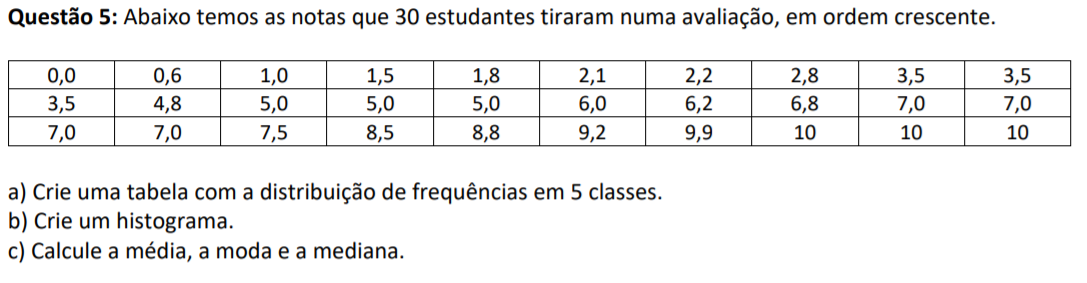 Questão 5: Abaixo temos as notas que 30 estudantes tiraram numa avaliação, em ordem crescente.
0,0 0,6 1,0 1,5 1,8 2,1 2,2 2,8 3,5 3,5
3,5 4,8 5,0 5,0 5,0 6,0 6,2 6,8 7,0 7,0
7,0 7,0 7,5 8,5 8,8 9,2 9,9 10 10 10
a) Crie uma tabela com a distribuição de frequências em 5 classes.
b) Crie um histograma.
c) Calcule a média, a moda e a mediana.